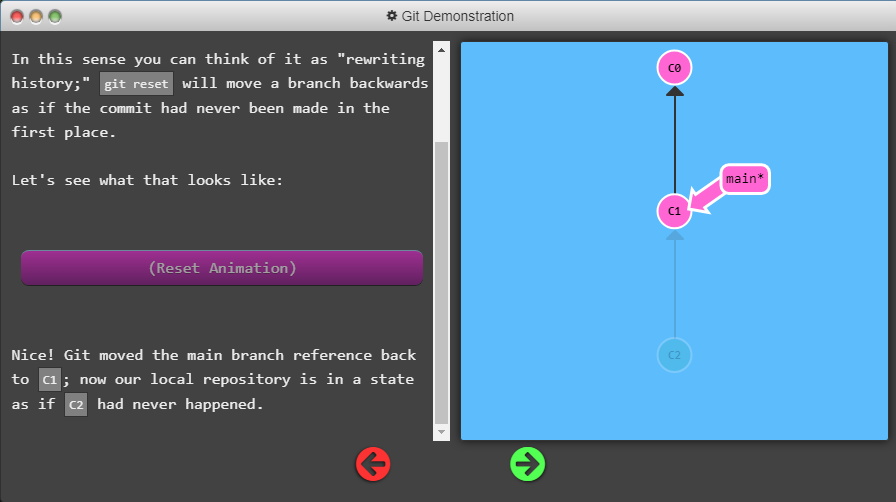 Git Demonstration
In this sense you can think of it as "rewriting
history;" git reset will move a branch backwards
as if the commit had never been made in the
first place.
Let's see what that looks like:
(Reset Animation)
Nice! Git moved the main branch reference back
to C1; now our local repository is in a state
as if C2 had never happened.
C0
main*
C1
C2